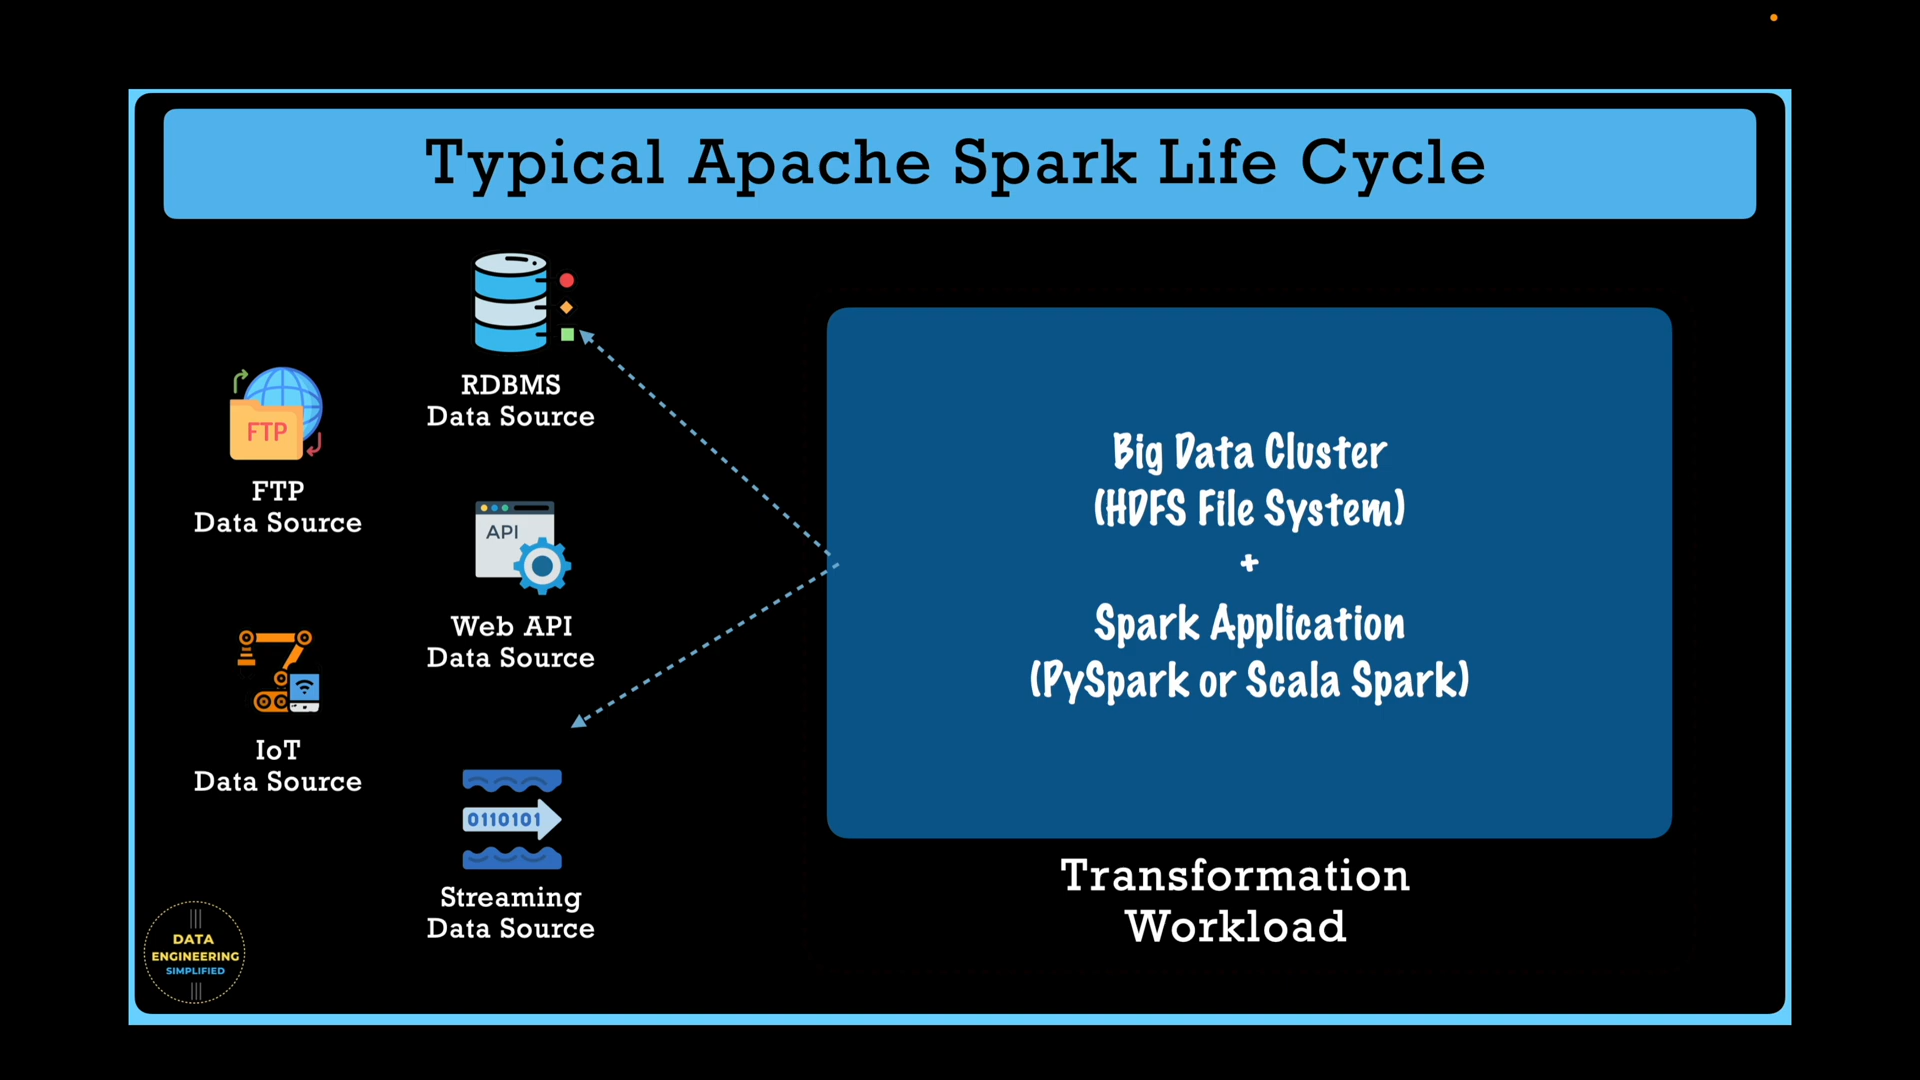 Typical Apache Spark Life Cycle
RDBMS
Data Source
FTP
FTP
Data Source
API
Web API
Data Source
IoT
Data Source
0110101
Streaming
Data Source
Big Data Cluster
(HDFS File System)
+
Spark Application
(PySpark or Scala Spark)
Transformation
Workload
DATA
ENGINEERING
SIMPLIFIED